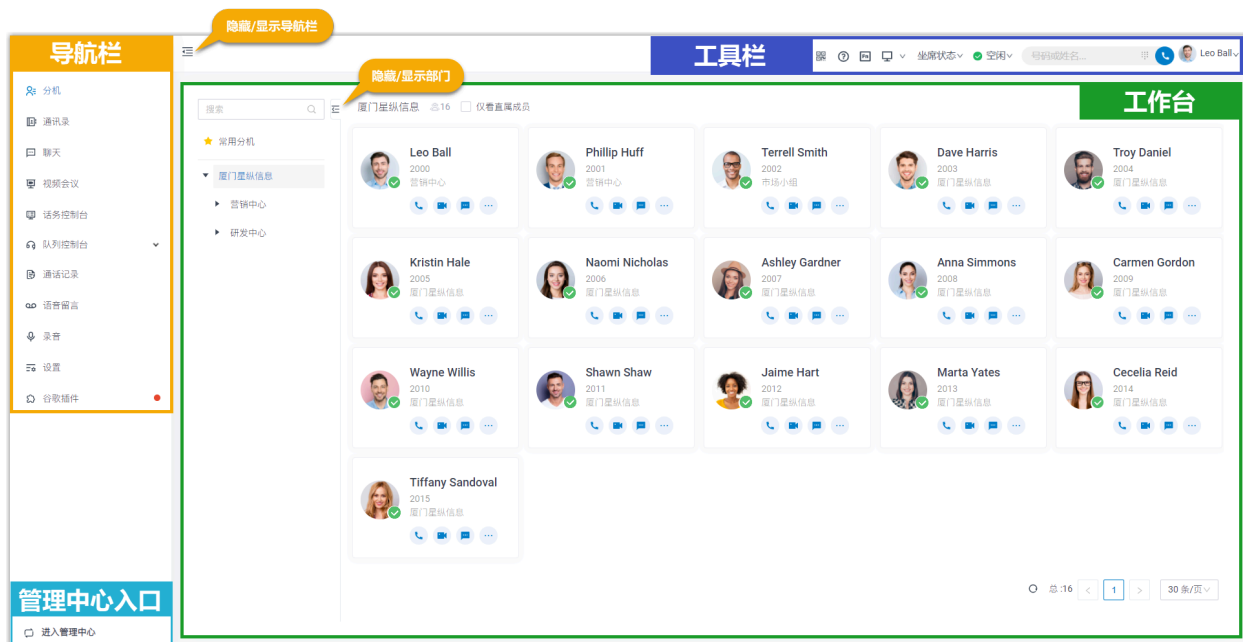 隐藏/显示导航栏
导航栏
工具栏
Fn
坐席状态
空闲
号码或姓名...
Leo Ball
分机
通讯录
聊天
视频会议
话务控制台
队列控制台
通话记录
语音留言
录音
设置
谷歌插件
管理中心入口
进入管理中心
隐藏/显示部门
工作台
搜索
厦门星纵信息
16
仅看直属成员
常用分机
厦门星纵信息
营销中心
研发中心
Leo Ball
2000
营销中心
Phillip Huff
2001
营销中心
Terrell Smith
2002
市场小组
Dave Harris
2003
厦门星纵信息
Troy Daniel
2004
厦门星纵信息
Kristin Hale
2005
厦门星纵信息
Naomi Nicholas
2006
厦门星纵信息
Ashley Gardner
2007
厦门星纵信息
Anna Simmons
2008
厦门星纵信息
Carmen Gordon
2009
厦门星纵信息
Wayne Willis
2010
厦门星纵信息
Shawn Shaw
2011
厦门星纵信息
Jaime Hart
2012
厦门星纵信息
Marta Yates
2013
厦门星纵信息
Cecelia Reid
2014
厦门星纵信息
Tiffany Sandoval
2015
厦门星纵信息
总:16
1
30 条/页